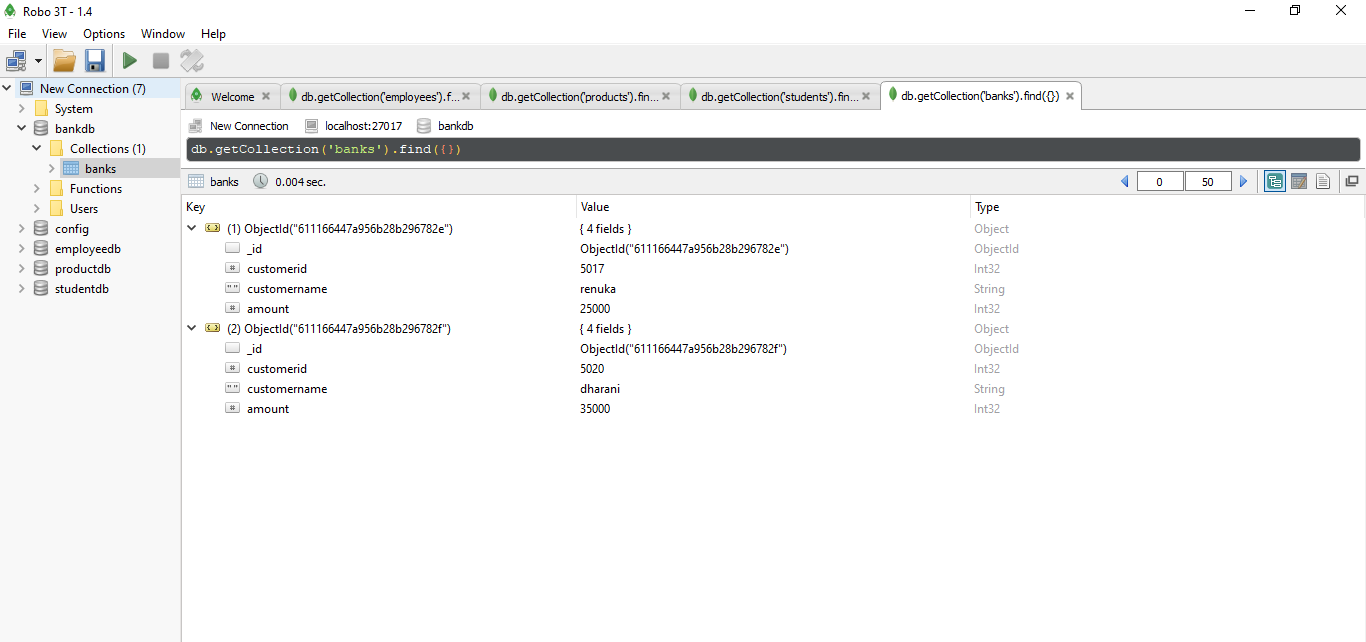 Robo 3T - 1.4
File View Options Window Help
New Connection (7)
System
bankdb
Collections (1)
banks
Functions
Users
config
employeedb
productdb
studentdb
Welcome
db.getCollection('employees').f...
db.getCollection('products').fin...
db.getCollection('students').fin...
db.getCollection('banks').find({})
New Connection localhost:27017 bankdb
db.getCollection('banks').find({})
banks 0.004 sec. 0 50
Key Value Type
(1) ObjectId("611166447a956b28b296782e") { 4 fields } Object
_id ObjectId("611166447a956b28b296782e") ObjectId
# customerid 5017 Int32
"" customername renuka String
# amount 25000 Int32
(2) ObjectId("611166447a956b28b296782f") { 4 fields } Object
_id ObjectId("611166447a956b28b296782f") ObjectId
# customerid 5020 Int32
"" customername dharani String
# amount 35000 Int32